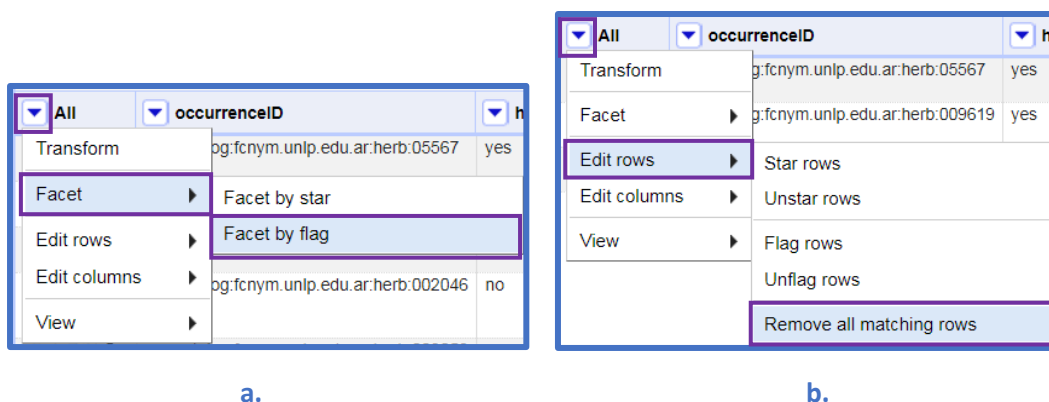 All occurrenceID h
Transform og:fcnym.unlp.edu.ar:herb:05567 yes
Facet Facet by star
Facet by flag
Edit rows
Edit columns og:fcnym.unlp.edu.ar:herb:002046 no
View
a.
All occurrenceID h
Transform g:fcnym.unlp.edu.ar:herb:05567 yes
Facet g:fcnym.unlp.edu.ar:herb:009619 yes
Edit rows Star rows
Edit columns Unstar rows
View Flag rows
Unflag rows
Remove all matching rows
b.